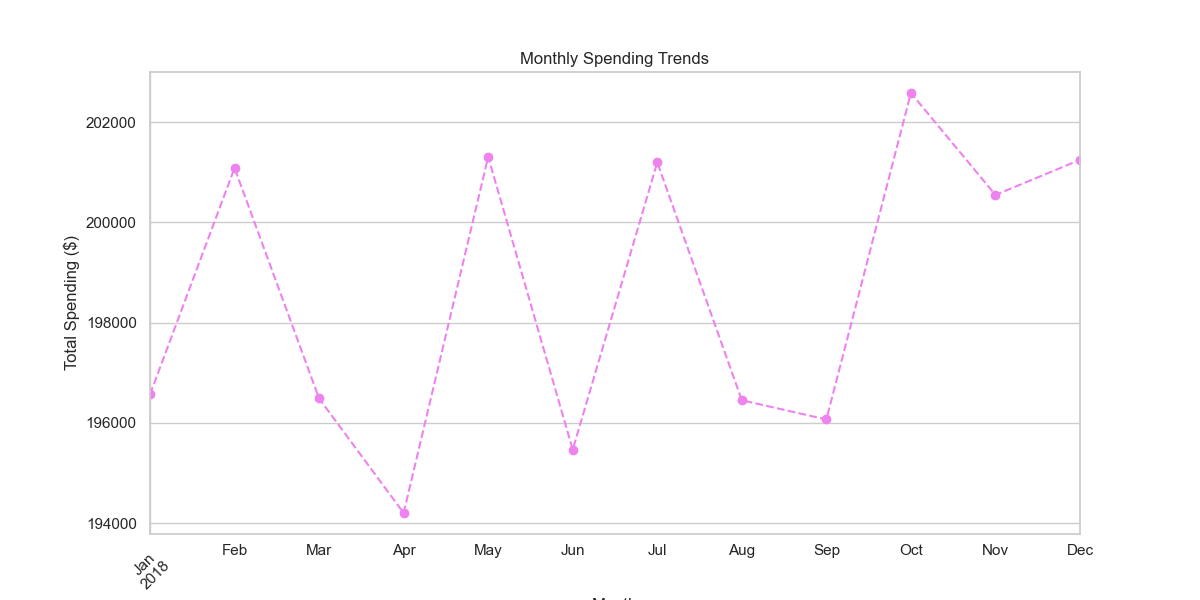 Monthly Spending Trends
Total Spending ($)
202000
200000
198000
196000
194000
Jan
2018
Feb
Mar
Apr
May
Jun
Jul
Aug
Sep
Oct
Nov
Dec